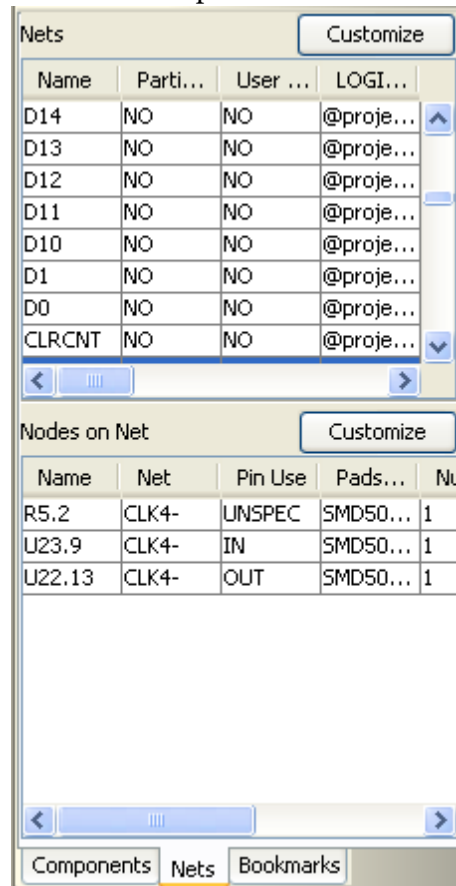 Nets Customize
Name Parti... User ... LOGI...
D14 NO NO @proje...
D13 NO NO @proje...
D12 NO NO @proje...
D11 NO NO @proje...
D10 NO NO @proje...
D1 NO NO @proje...
D0 NO NO @proje...
CLRCNT NO NO @proje...
Nodes on Net Customize
Name Net Pin Use Pads... Nu
R5.2 CLK4- UNSPEC SMD50... 1
U23.9 CLK4- IN SMD50... 1
U22.13 CLK4- OUT SMD50... 1
Components Nets Bookmarks